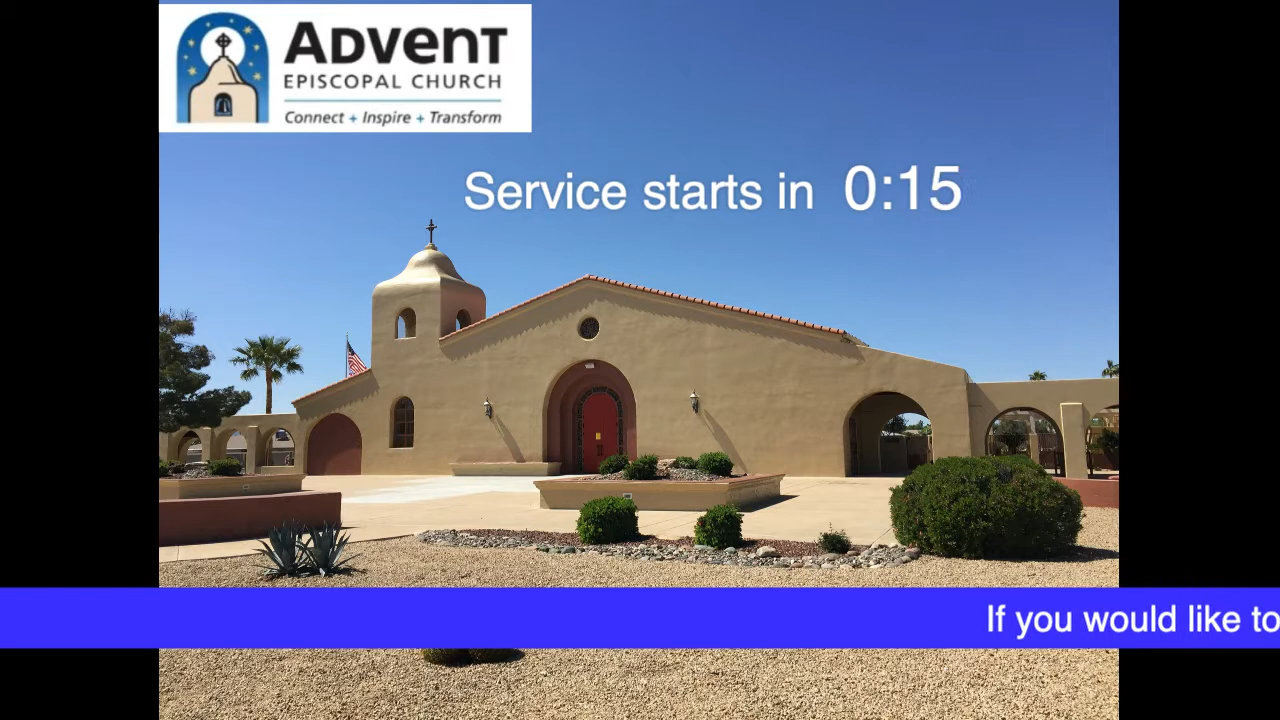 ADVENT
EPISCOPAL CHURCH
Connect + Inspire + Transform
Service starts in 0:15
If you would like to